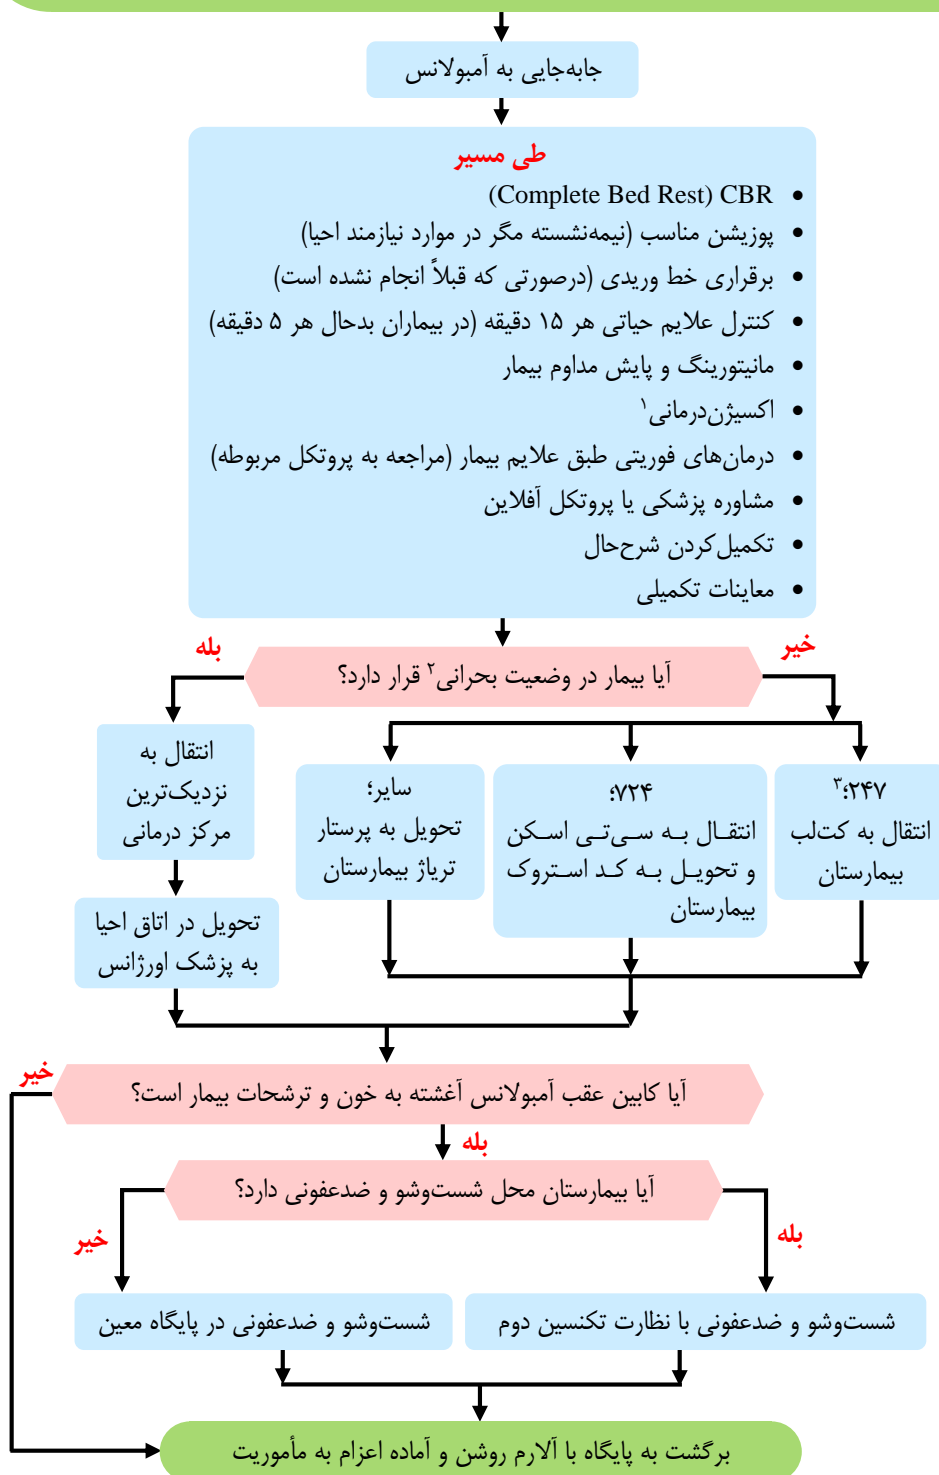 جابه‌جایی به آمبولانس
طی مسیر
• CBR (Complete Bed Rest)
• پوزیشن مناسب (نیمه‌نشسته مگر در موارد نیازمند احیا)
• برقراری خط وریدی (درصورتی که قبلاً انجام نشده است)
• کنترل علایم حیاتی هر ۱۵ دقیقه (در بیماران بدحال هر ۵ دقیقه)
• مانیتورینگ و پایش مداوم بیمار
• اکسیژن‌درمانی۱
• درمان‌های فوریتی طبق علایم بیمار (مراجعه به پروتکل مربوطه)
• مشاوره پزشکی یا پروتکل آفلاین
• تکمیل‌کردن شرح‌حال
• معاینات تکمیلی
خیر
بله
آیا بیمار در وضعیت بحرانی۲ قرار دارد؟
۲۴۷؛۳
انتقال به کت‌لب
بیمارستان
۷۲۴؛
انتقال به سی‌تی اسکن
و تحویل به کد استروک
بیمارستان
سایر؛
تحویل به پرستار
تریاژ بیمارستان
انتقال به
نزدیک‌ترین
مرکز درمانی
تحویل در اتاق احیا
به پزشک اورژانس
خیر
آیا کابین عقب آمبولانس آغشته به خون و ترشحات بیمار است؟
بله
آیا بیمارستان محل شست‌وشو و ضدعفونی دارد؟
بله
خیر
شست‌وشو و ضدعفونی با نظارت تکنسین دوم
شست‌وشو و ضدعفونی در پایگاه معین
برگشت به پایگاه با آلارم روشن و آماده اعزام به مأموریت